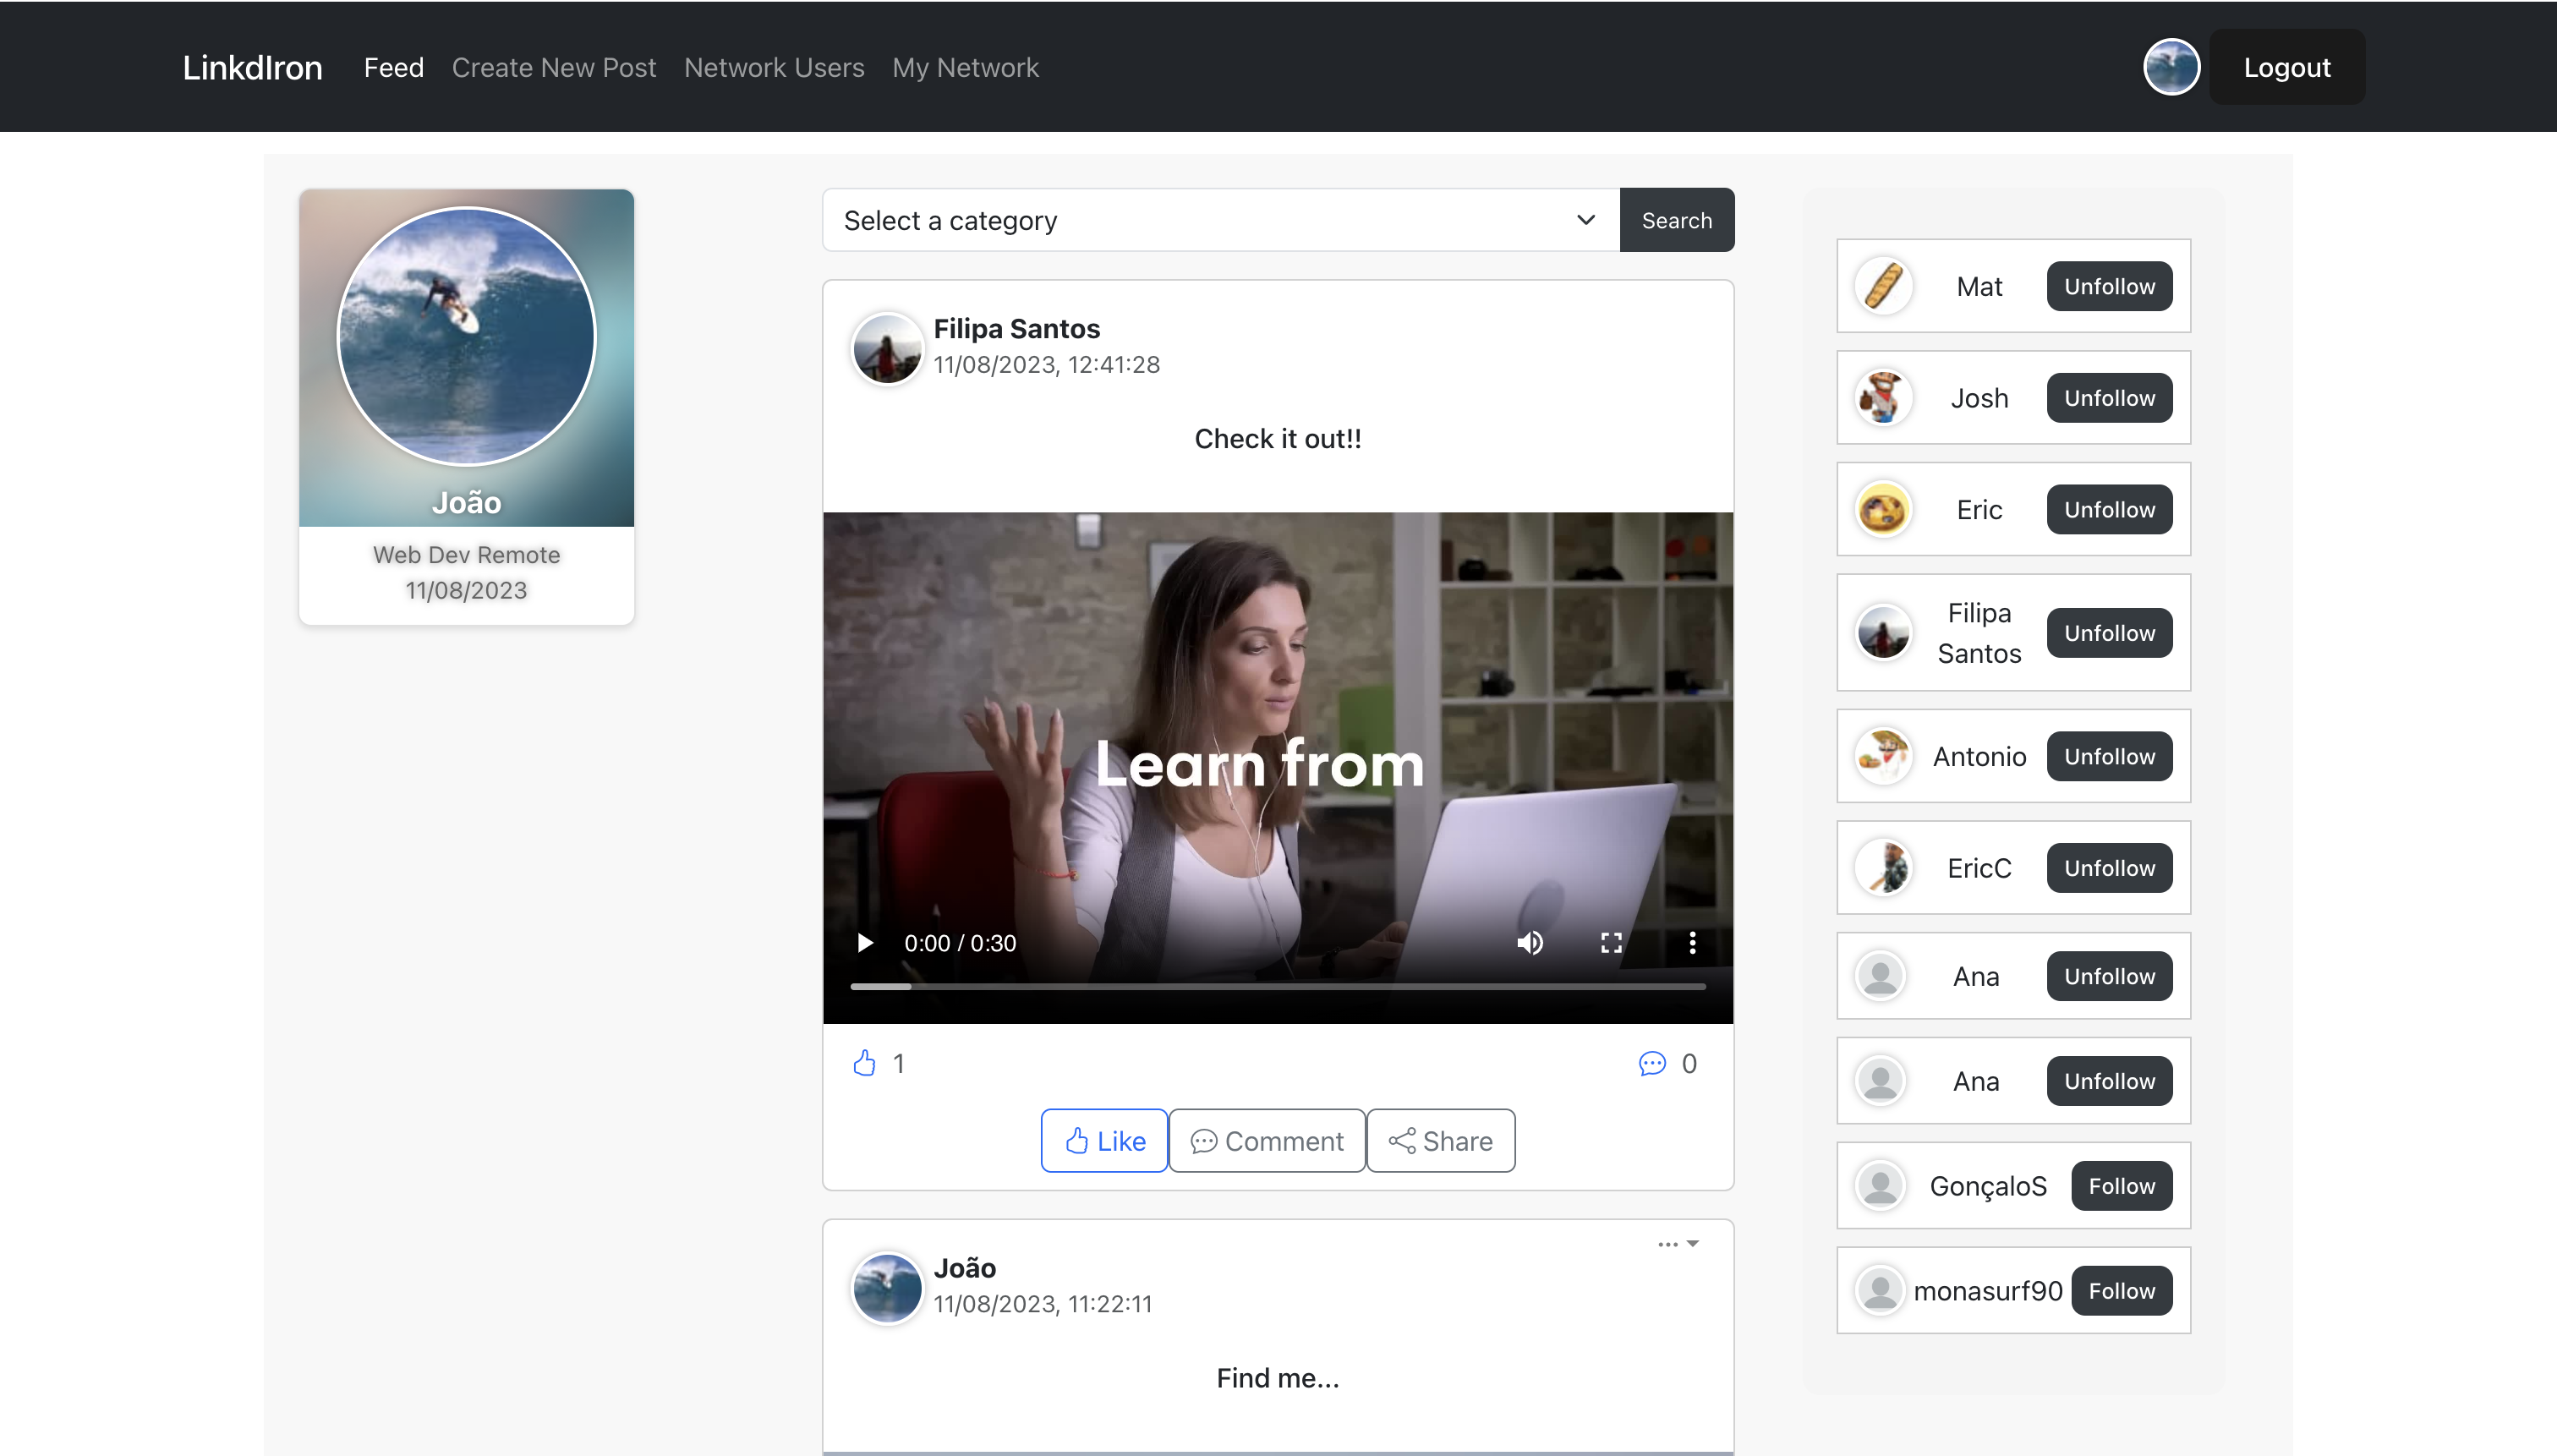 LinkdIron Feed Create New Post Network Users My Network Logout
João
Web Dev Remote
11/08/2023
Select a category Search
Filipa Santos
11/08/2023, 12:41:28
Check it out!!
Learn from
0:00 / 0:30
1 0
Like Comment Share
João
11/08/2023, 11:22:11
Find me...
Mat Unfollow
Josh Unfollow
Eric Unfollow
Filipa
Santos Unfollow
Antonio Unfollow
EricC Unfollow
Ana Unfollow
Ana Unfollow
GonçaloS Follow
monasurf90 Follow